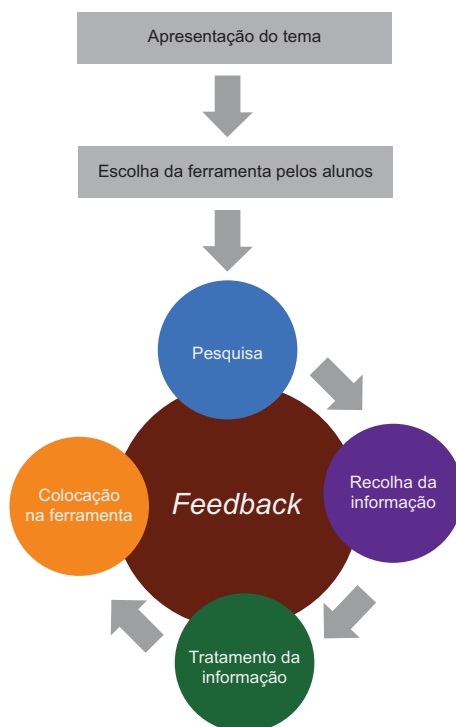 Apresentação do tema
Escolha da ferramenta pelos alunos
Pesquisa
Recolha da
informação
Feedback
Colocação
na ferramenta
Tratamento da
informação